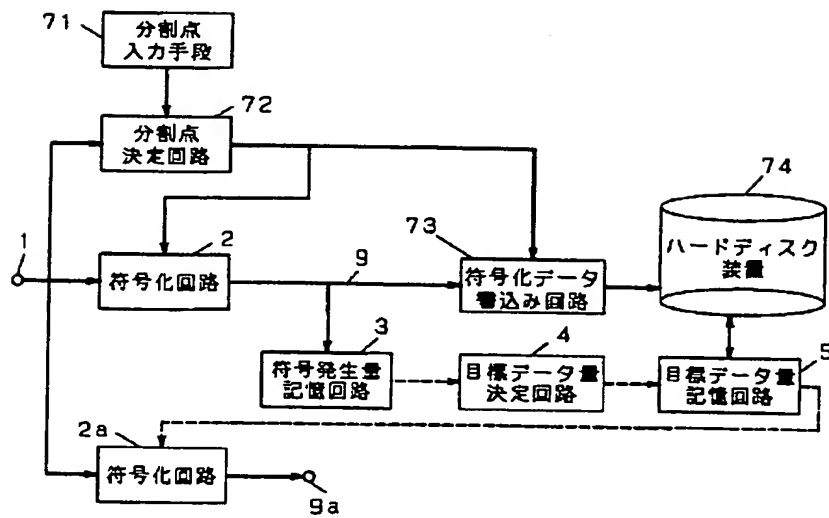 71
分割点
入力手段
72
分割点
決定回路
74
ハードディスク
装置
1
2
符号化回路
9
73
符号化データ
書込み回路
3
符号発生量
記憶回路
4
目標データ量
決定回路
5
目標データ量
記憶回路
2a
符号化回路
9a